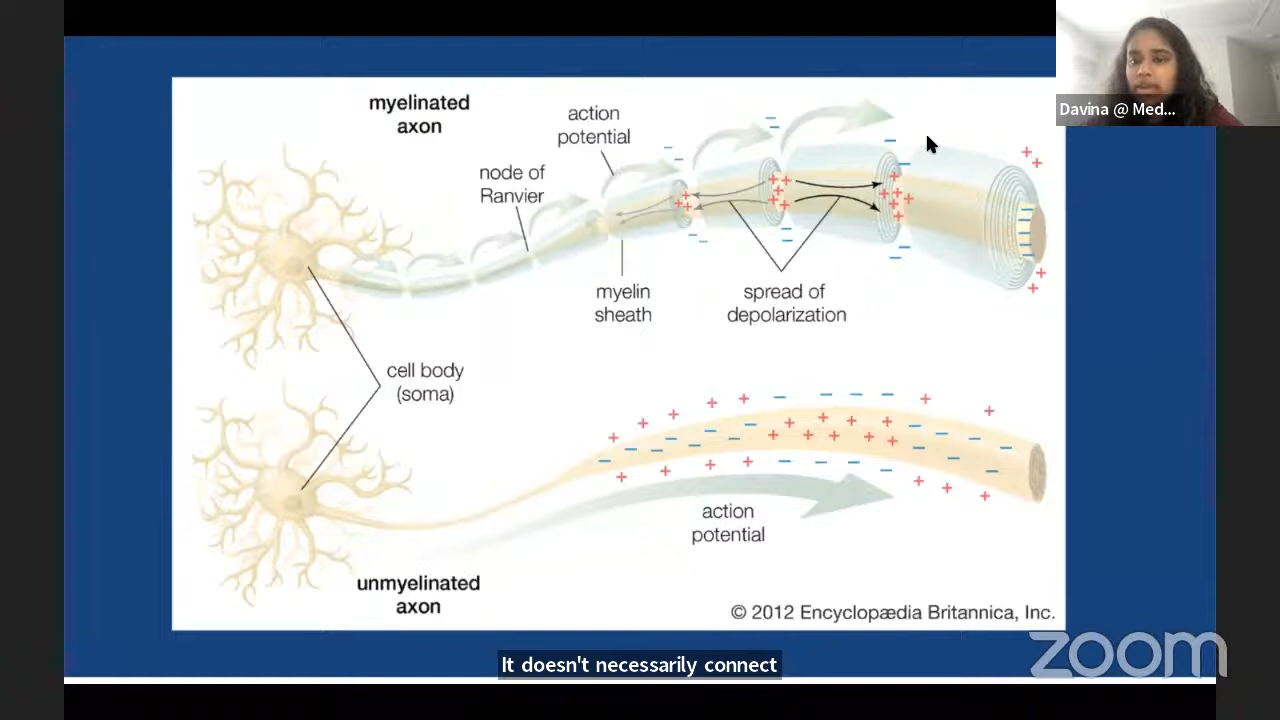 myelinated
axon
action
potential
node of
Ranvier
Davina @ Med...
myelin
sheath
spread of
depolarization
cell body
(soma)
action
potential
unmyelinated
axon
© 2012 Encyclopædia Britannica, Inc.
zoom
It doesn't necessarily connect